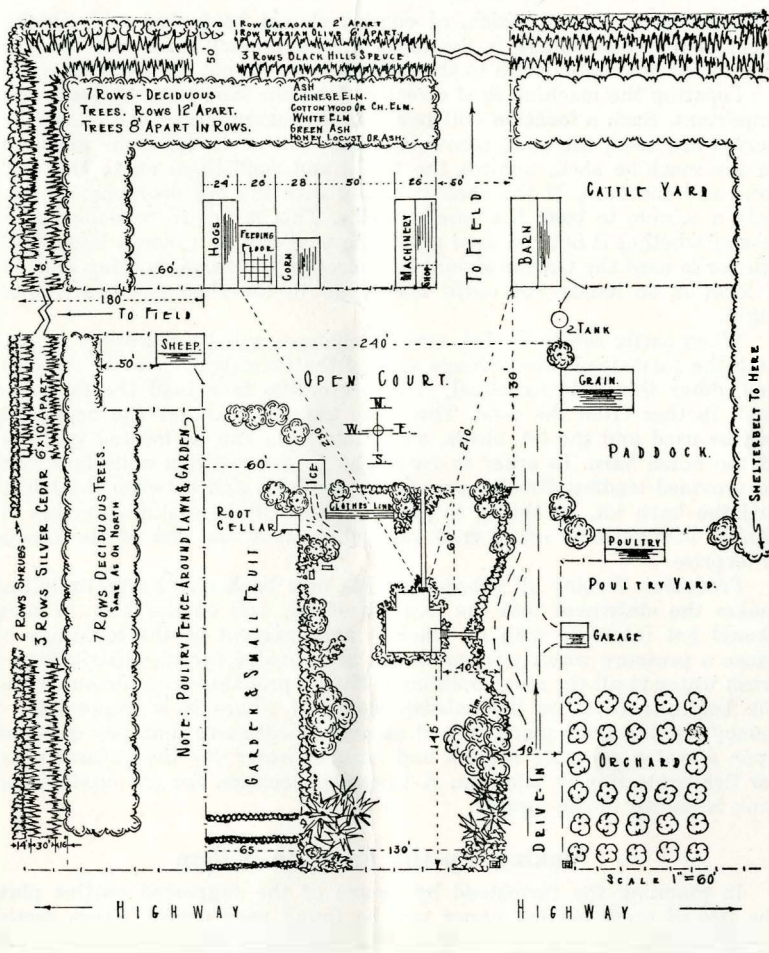 1 ROW CARAGANA 2' APART
1 ROW RUSSIAN OLIVE 6' APART
3 ROWS BLACK HILLS SPRUCE
50'
7 ROWS - DECIDUOUS
TREES. ROWS 12' APART.
TREES 8' APART IN ROWS.
ASH
CHINESE ELM.
COTTON WOOD OR CH. ELM.
WHITE ELM
GREEN ASH
HONEY LOCUST OR ASH.
24' 26' 28' 50' 26' 60'
CATTLE YARD
HOGS
FEEDING
FLOOR
CORN
MACHINERY
SHOP
TO FIELD
BARN
60'
180'
TO FIELD
TANK
SHEEP
50'
240'
OPEN COURT.
130'
210'
GRAIN.
N.
W. E.
S.
PADDOCK.
SHELTERBELT TO HERE
60'
ICE
CLOTHES LINE
ROOT
CELLAR
60'
POULTRY
POULTRY YARD.
GARAGE
40'
2 ROWS SHRUBS
3 ROWS SILVER CEDAR 6'X10' APART.
7 ROWS DECIDUOUS TREES.
SAME AS ON NORTH
NOTE: POULTRY FENCE AROUND LAWN & GARDEN
GARDEN & SMALL FRUIT
145'
40'
DRIVE-IN
ORCHARD
14' 30' 16'
65'
130'
SCALE 1"=60'
HIGHWAY
HIGHWAY